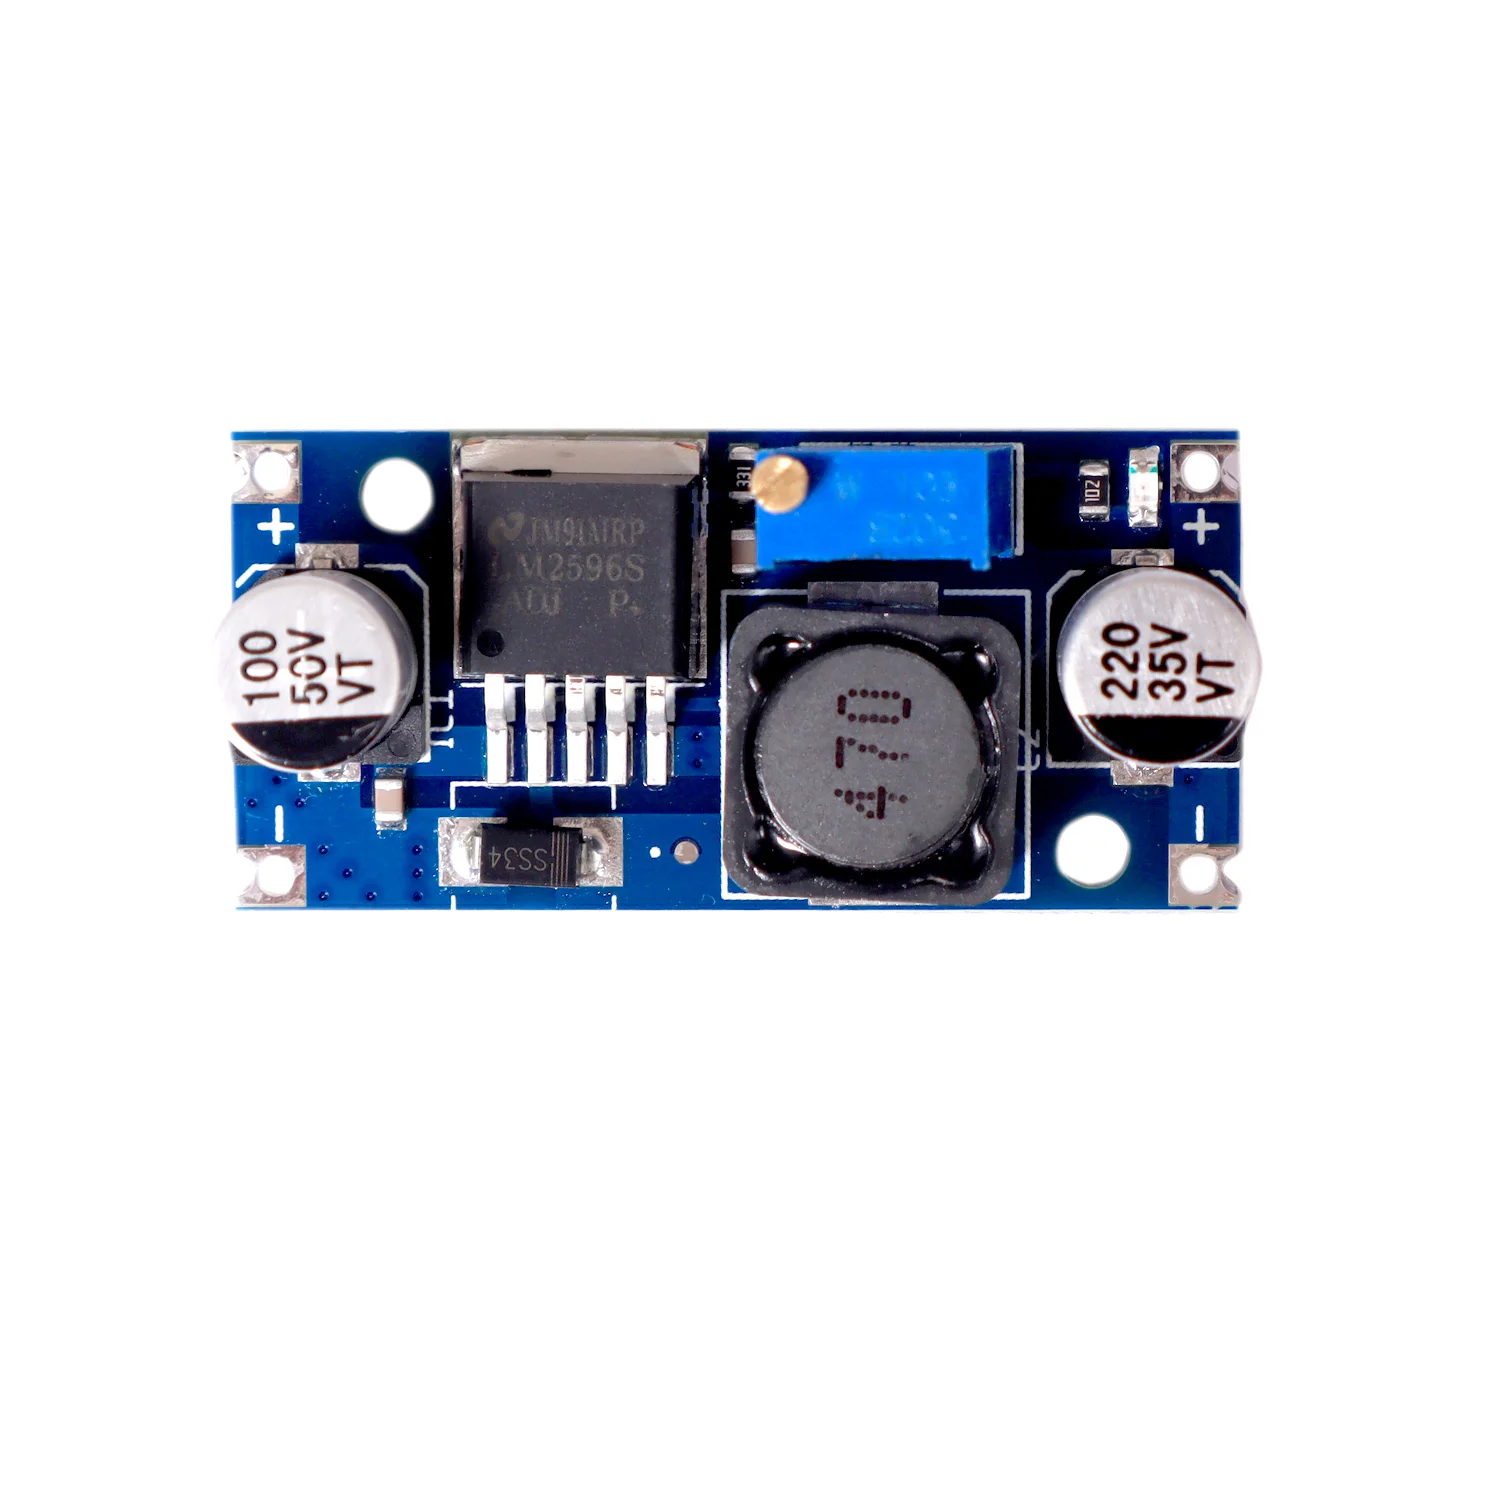 JM91MRP
LM2596S
ADJ P+
331
102
+
+
100
50V
VT
220
35V
VT
470
SS34
-
-